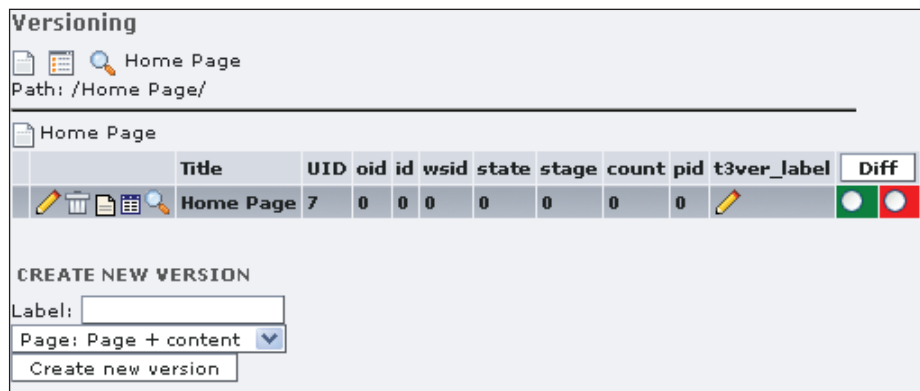 Versioning
Home Page
Path: /Home Page/
Home Page
Title UID oid id wsid state stage count pid t3ver_label Diff
Home Page 7 0 0 0 0 0 0 0
CREATE NEW VERSION
Label:
Page: Page + content
Create new version